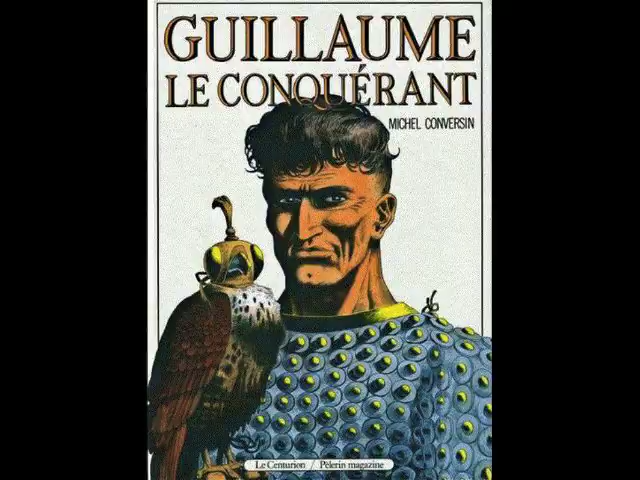 GUILLAUME
LE CONQUÉRANT
MICHEL CONVERSIN
Le Centurion / Pèlerin magazine